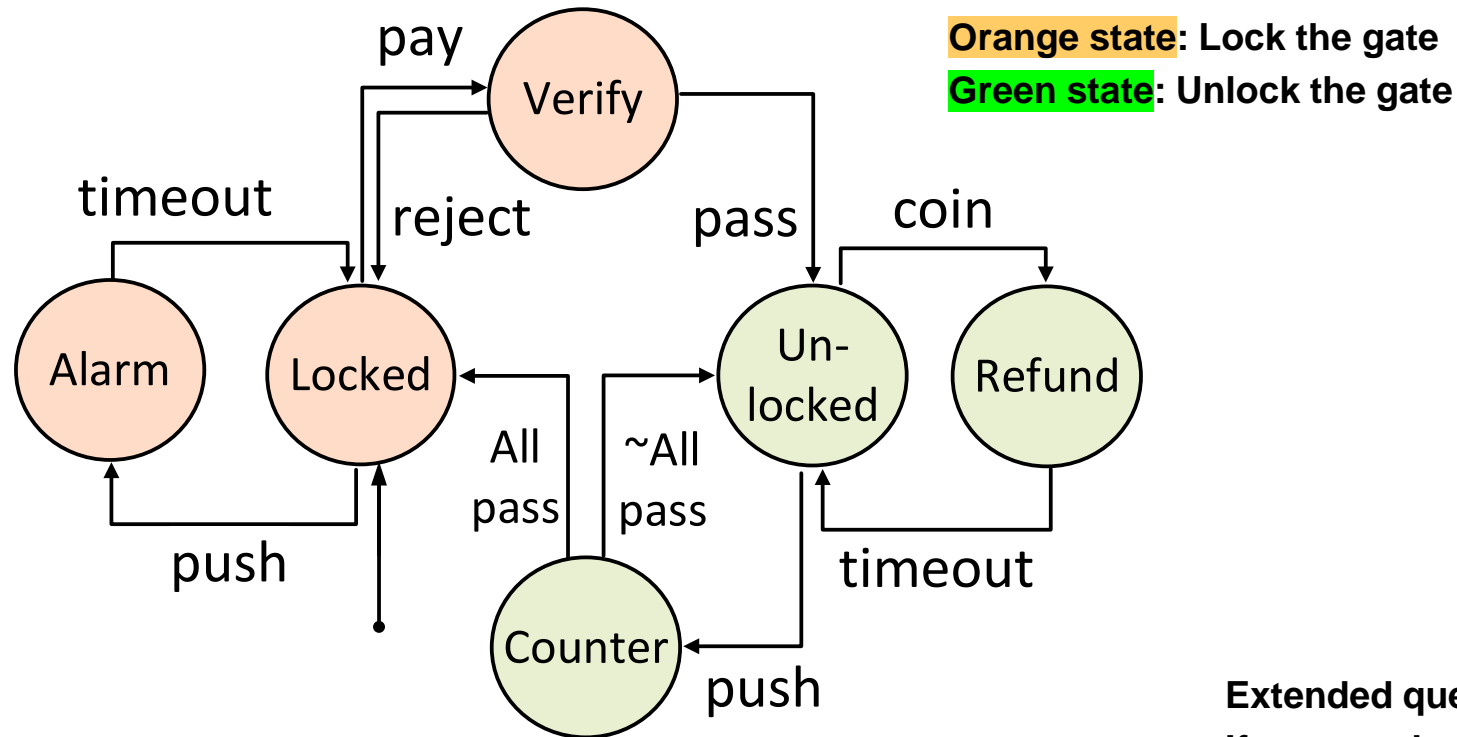 pay
Orange state: Lock the gate
Verify
Green state: Unlock the gate
timeout
reject
pass
coin
Alarm
Locked
Un-
locked
Refund
All
pass
~All
pass
push
timeout
Counter
push
Extended